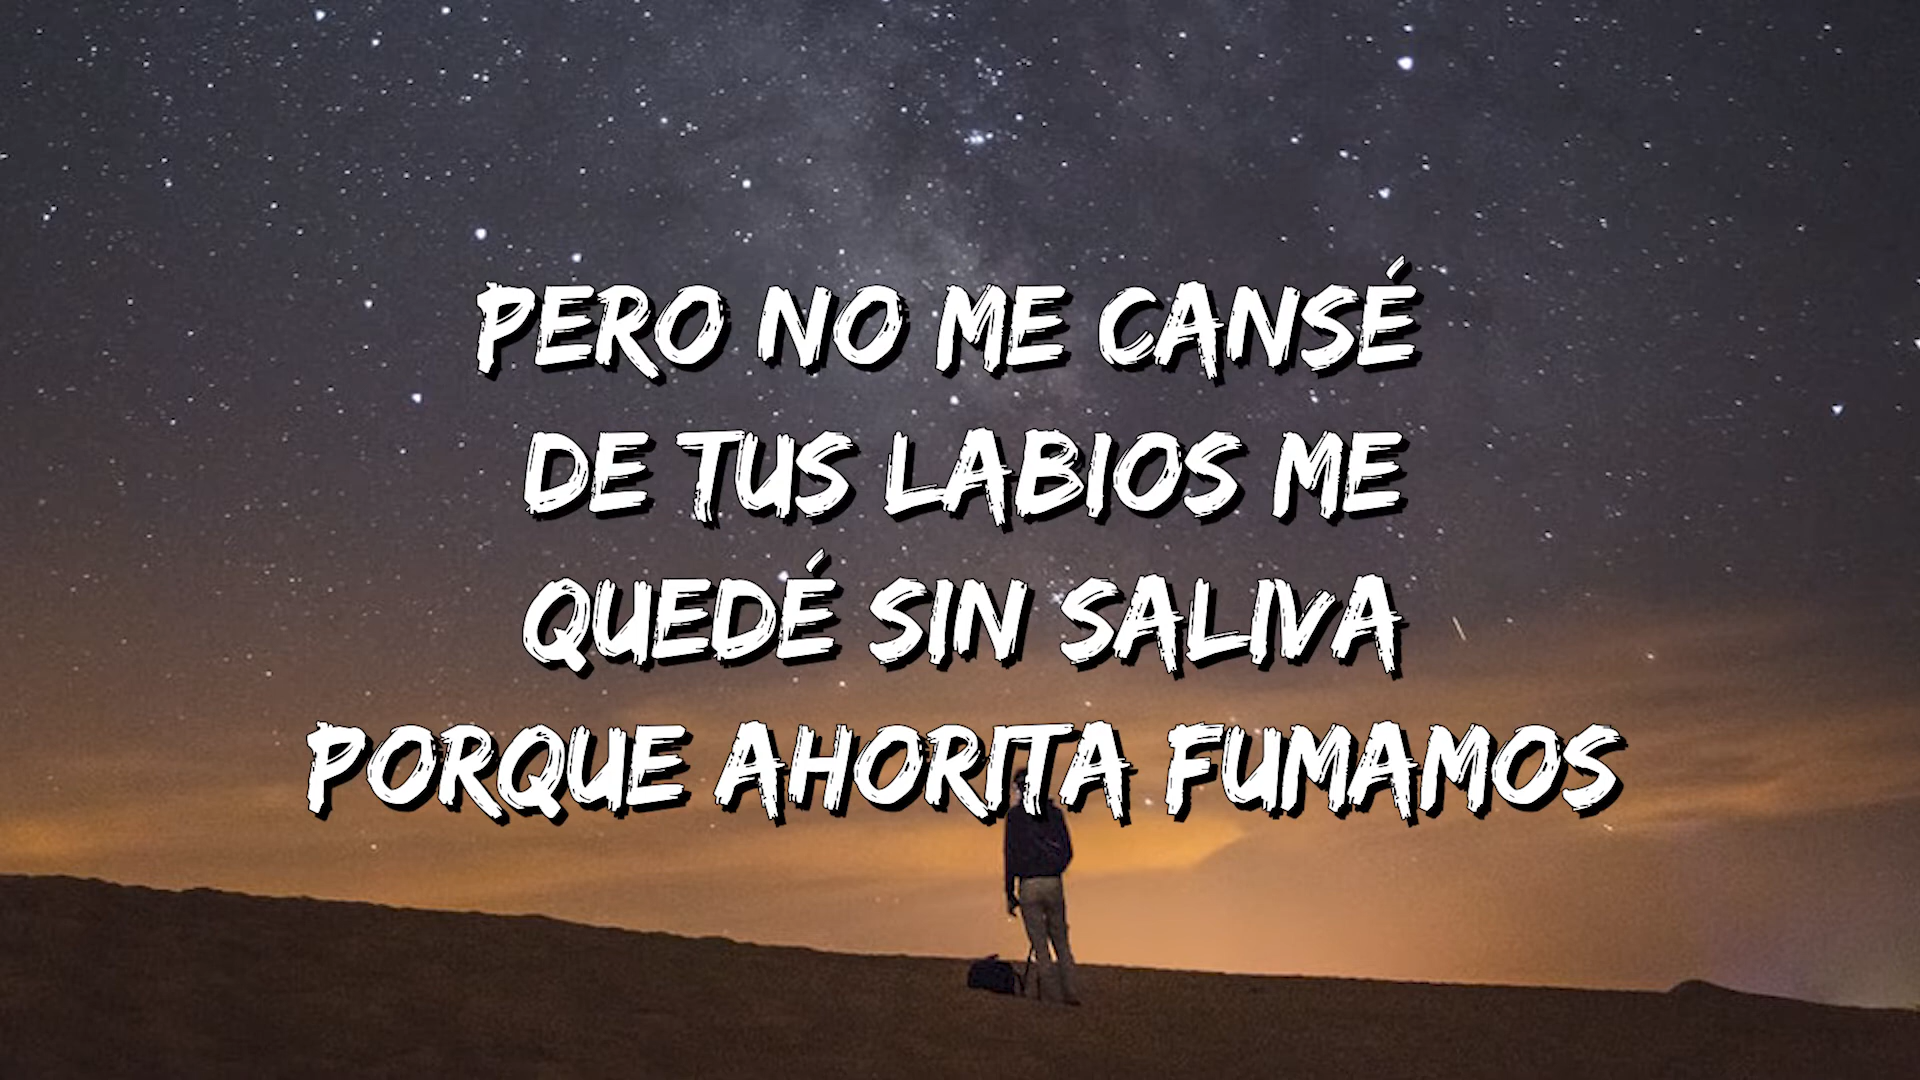 PERO NO ME CANSÉ
DE TUS LABIOS ME
QUEDÉ SIN SALIVA
PORQUE AHORITA FUMAMOS